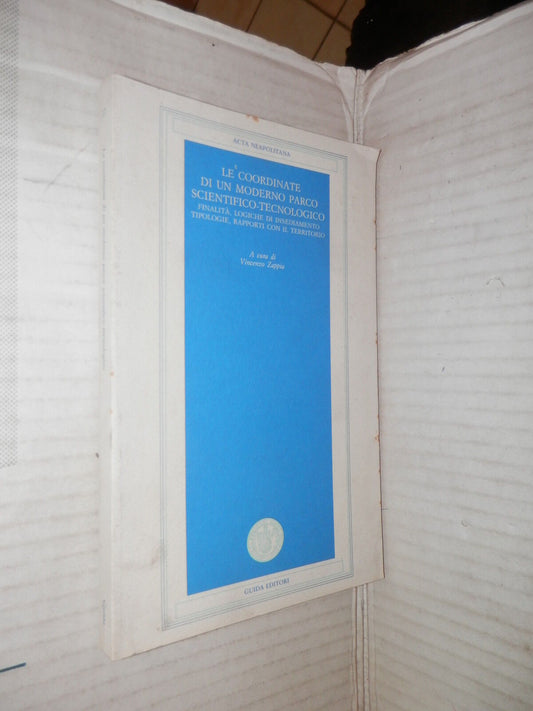 ACTA NEAPOLITANA
LE COORDINATE
DI UN MODERNO PARCO
SCIENTIFICO-TECNOLOGICO
FINALITÀ, LOGICHE DI INSEDIAMENTO
TIPOLOGIE, RAPPORTI CON IL TERRITORIO
A cura di
Vincenzo Zappia
GUIDA EDITORI